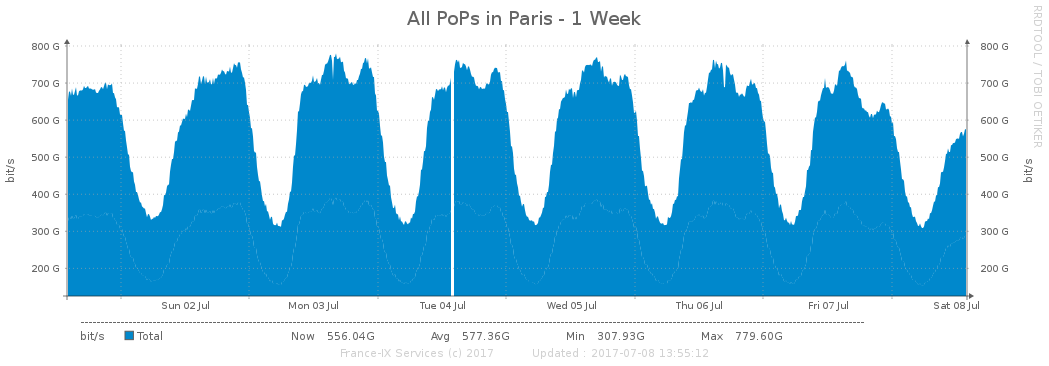 All PoPs in Paris - 1 Week
RRDTOOL / TOBI OETIKER
800 G 800 G
700 G 700 G
600 G 600 G
500 G 500 G
400 G 400 G
300 G 300 G
200 G 200 G
bit/s
bit/s
Sun 02 Jul Mon 03 Jul Tue 04 Jul Wed 05 Jul Thu 06 Jul Fri 07 Jul Sat 08 Jul
bit/s Total Now 556.04G Avg 577.36G Min 307.93G Max 779.60G
France-IX Services (c) 2017 Updated : 2017-07-08 13:55:12